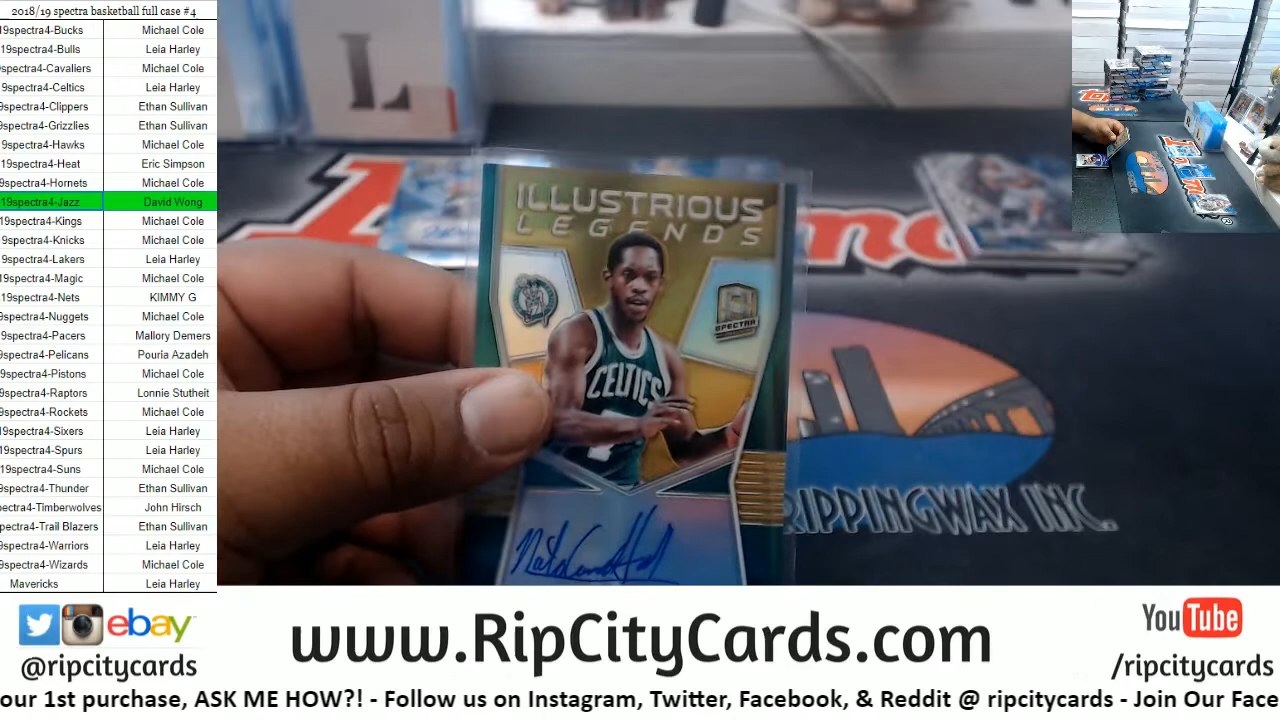 2018/19 spectra basketball full case #4
19spectra4-Bucks Michael Cole
19spectra4-Bulls Leia Harley
9spectra4-Cavaliers Michael Cole
9spectra4-Celtics Leia Harley
9spectra4-Clippers Ethan Sullivan
9spectra4-Grizzlies Ethan Sullivan
9spectra4-Hawks Michael Cole
19spectra4-Heat Eric Simpson
9spectra4-Hornets Michael Cole
19spectra4-Jazz David Wong
19spectra4-Kings Michael Cole
9spectra4-Knicks Michael Cole
9spectra4-Lakers Leia Harley
19spectra4-Magic Michael Cole
19spectra4-Nets KIMMY G
9spectra4-Nuggets Michael Cole
9spectra4-Pacers Mallory Demers
9spectra4-Pelicans Pouria Azadeh
9spectra4-Pistons Michael Cole
9spectra4-Raptors Lonnie Stutheit
9spectra4-Rockets Michael Cole
19spectra4-Sixers Leia Harley
19spectra4-Spurs Leia Harley
19spectra4-Suns Michael Cole
9spectra4-Thunder Ethan Sullivan
spectra4-Timberwolves John Hirsch
pectra4-Trail Blazers Ethan Sullivan
9spectra4-Warriors Leia Harley
9spectra4-Wizards Michael Cole
Mavericks Leia Harley
ILLUSTRIOUS
LEGENDS
SPECTRA
CELTICS
RIPPINGWAX INC.
ebay
@ripcitycards
www.RipCityCards.com
YouTube
/ripcitycards
our 1st purchase, ASK ME HOW?! - Follow us on Instagram, Twitter, Facebook, & Reddit @ ripcitycards - Join Our Face